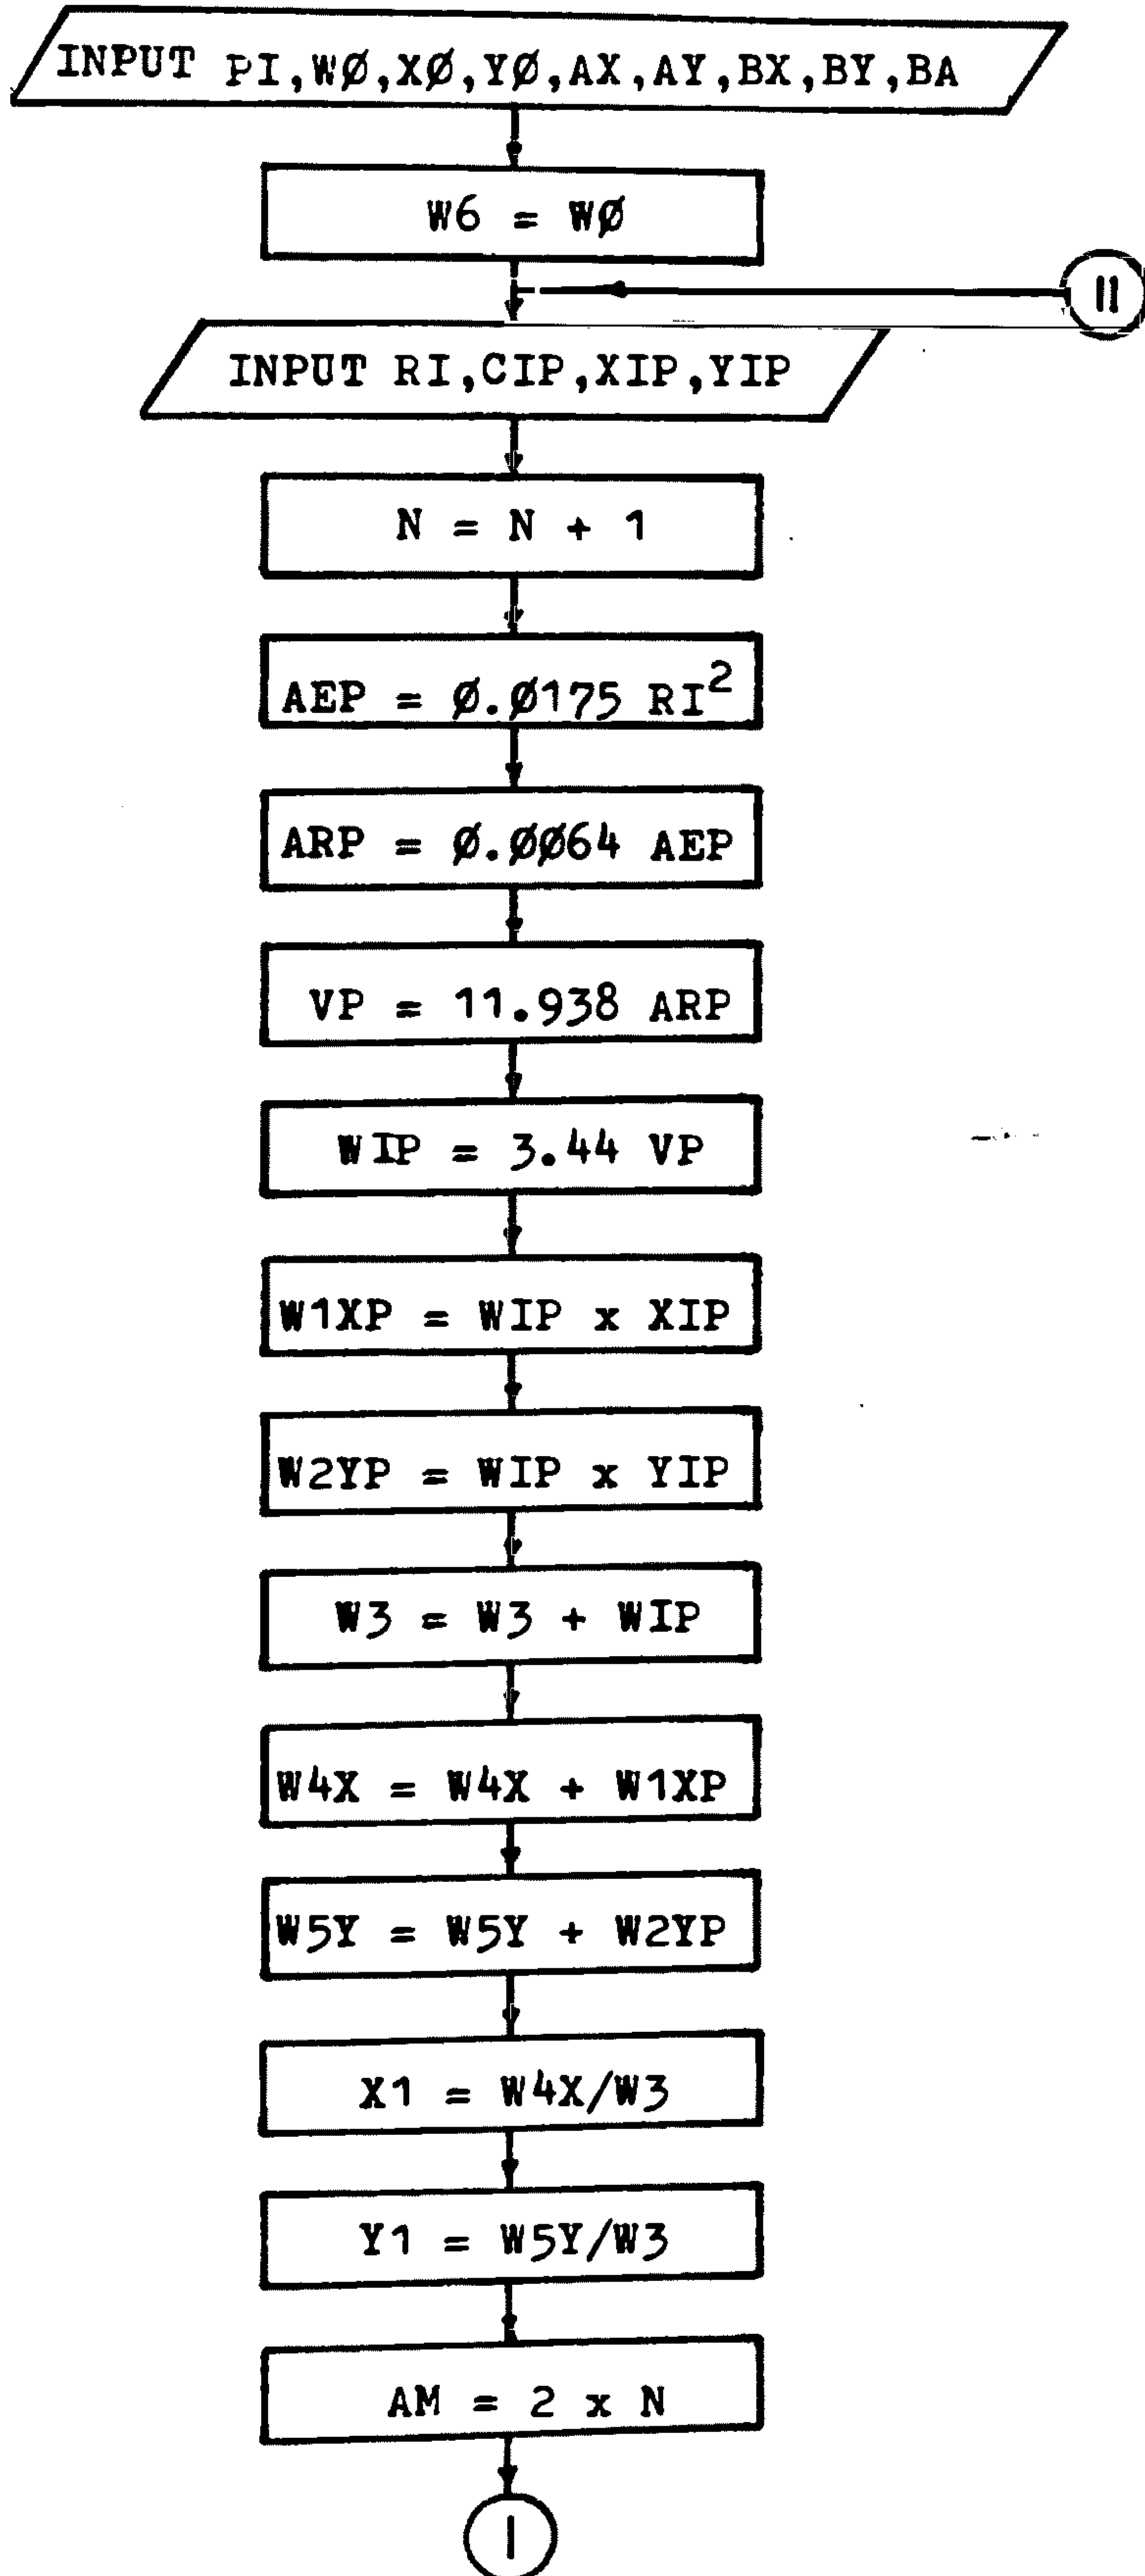 INPUT PI,WØ,XØ,YØ,AX,AY,BX,BY,BA
W6 = WØ
II
INPUT RI,CIP,XIP,YIP
N = N + 1
AEP = Ø.Ø175 RI²
ARP = Ø.ØØ64 AEP
VP = 11.938 ARP
WIP = 3.44 VP
W1XP = WIP x XIP
W2YP = WIP x YIP
W3 = W3 + WIP
W4X = W4X + W1XP
W5Y = W5Y + W2YP
X1 = W4X/W3
Y1 = W5Y/W3
AM = 2 x N
I